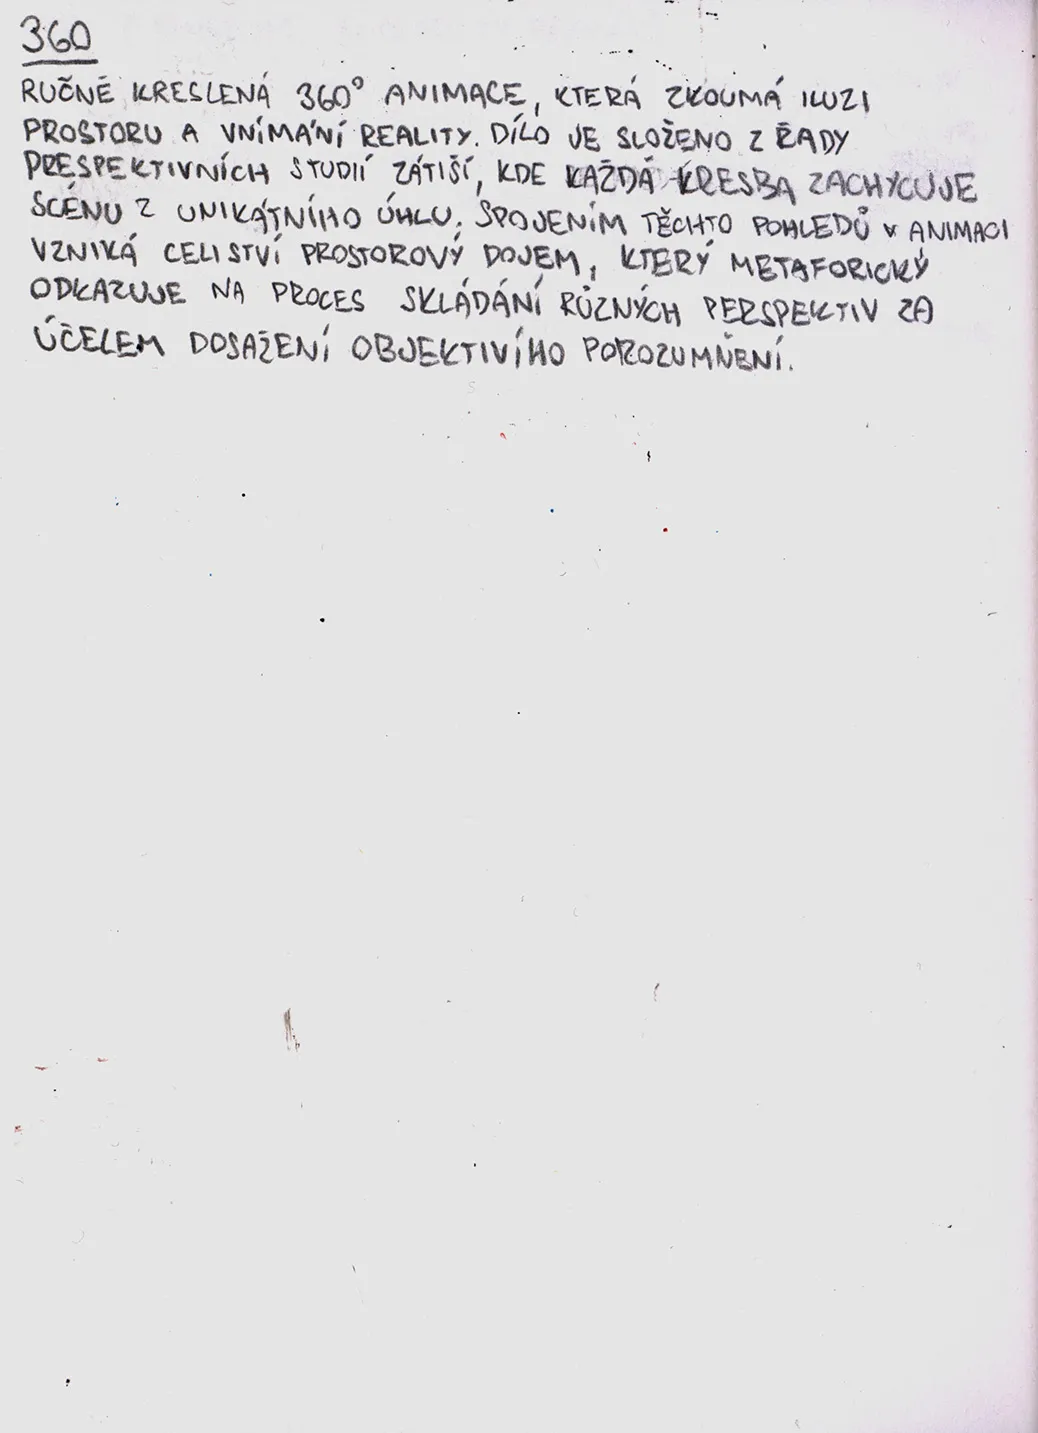 360
RUČNĚ KRESLENÁ 360° ANIMACE, KTERÁ ZKOUMÁ ILUZI
PROSTORU A VNÍMÁNÍ REALITY. DÍLO JE SLOŽENO Z ŘADY
PRESPEKTIVNÍCH STUDIÍ ZÁTIŠÍ, KDE KAŽDÁ KRESBA ZACHYCUJE
SCÉNU Z UNIKÁTNÍHO ÚHLU. SPOJENÍM TĚCHTO POHLEDŮ V ANIMACI
VZNIKÁ CELISTVÍ PROSTOROVÝ DOJEM, KTERÝ METAFORICKÝ
ODKAZUJE NA PROCES SKLÁDÁNÍ RŮZNÝCH PERSPEKTIV ZA
ÚČELEM DOSAŽENÍ OBJEKTIVÍHO POROZUMŇENÍ.